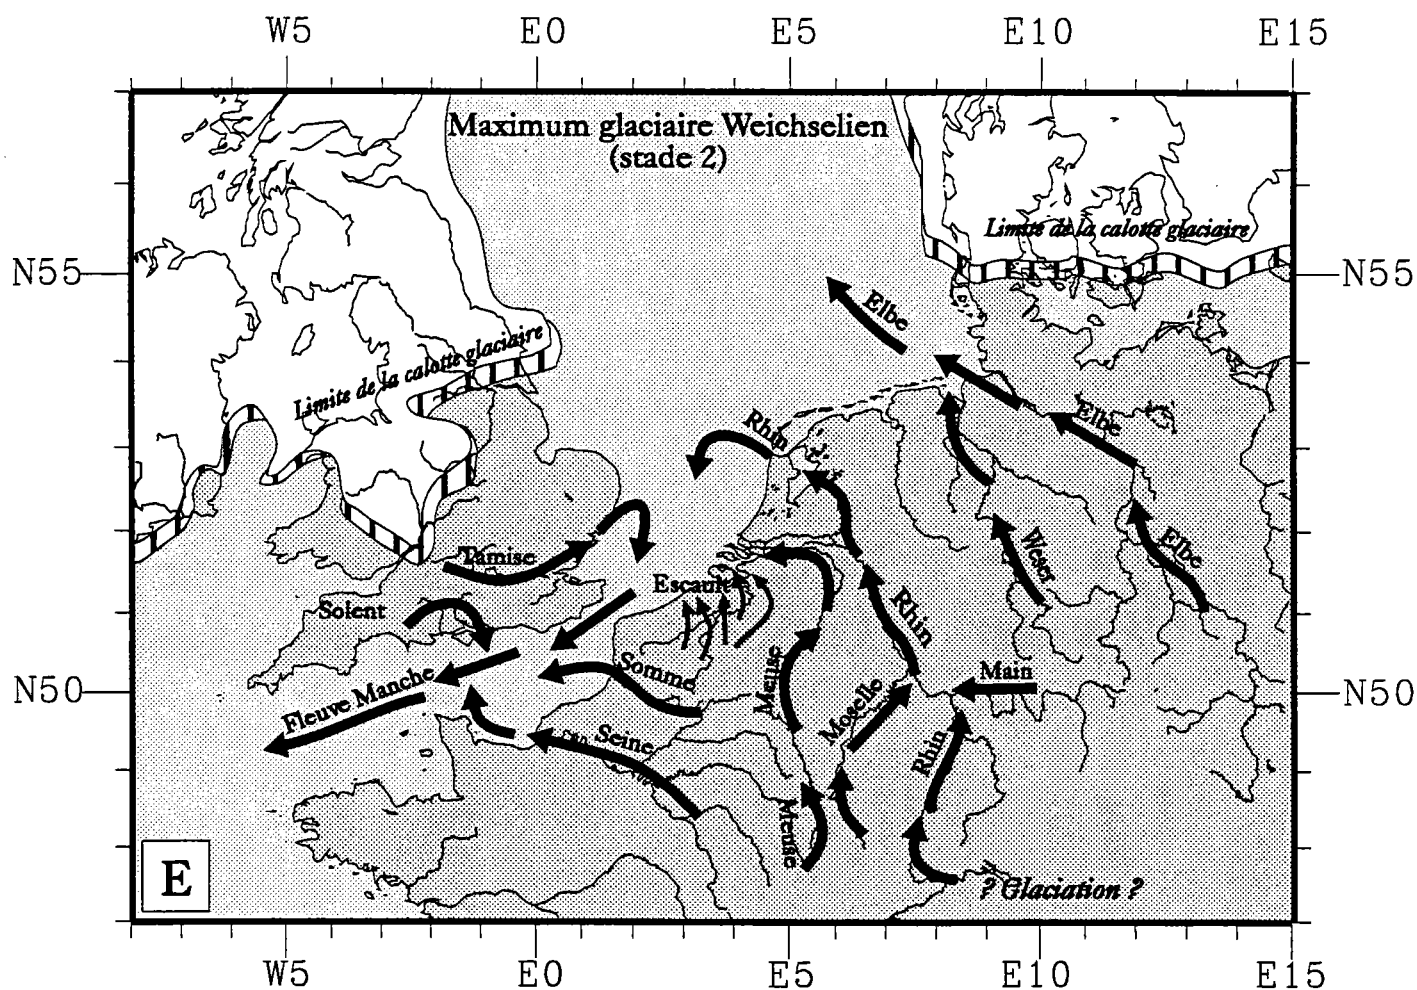 W5 E0 E5 E10 E15
Maximum glaciaire Weichselien
(stade 2)
Limite de la calotte glaciaire
N55 N55
Elbe
Limite de la calotte glaciaire
Rhin
Elbe
Tamise
Weser
Elbe
Escaut
Solent
Rhin
Somme
Meuse
Main
N50 N50
Fleuve Manche
Moselle
Seine
Rhin
Meuse
E
? Glaciation ?
W5 E0 E5 E10 E15